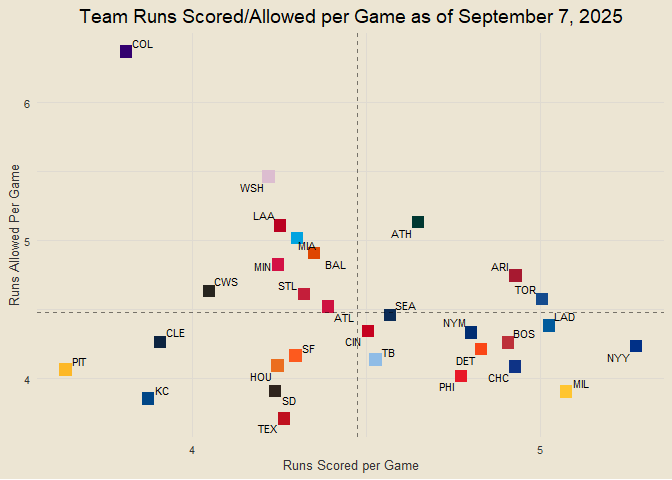 Team Runs Scored/Allowed per Game as of September 7, 2025
COL
6
WSH
LAA
ATH
MIA
5
BAL
MIN
ARI
CWS
STL
TOR
ATL
SEA
LAD
NYM
CLE
BOS
CIN
SF
TB
NYY
PIT
DET
HOU
CHC
4
PHI
MIL
KC
SD
TEX
4
5
Runs Scored per Game
Runs Allowed Per Game